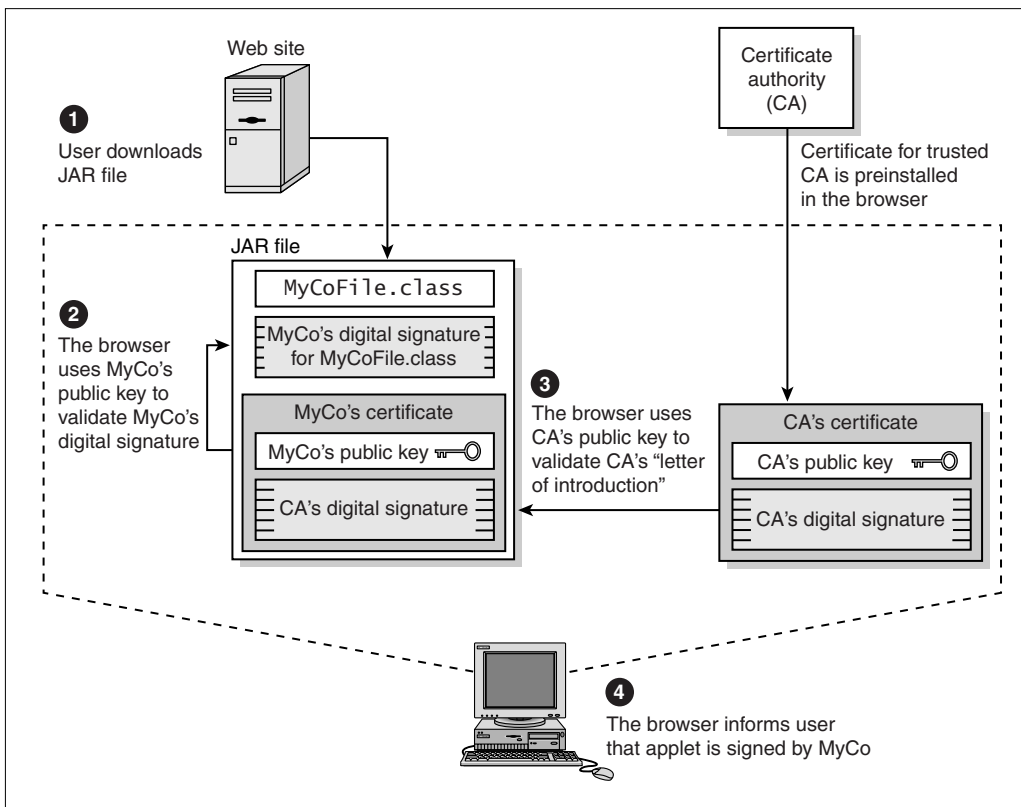 Web site
1
User downloads
JAR file
Certificate
authority
(CA)
Certificate for trusted
CA is preinstalled
in the browser
JAR file
MyCoFile.class
MyCo’s digital signature
for MyCoFile.class
2
The browser
uses MyCo’s
public key to
validate MyCo’s
digital signature
MyCo’s certificate
MyCo’s public key
CA’s digital signature
3
The browser uses
CA’s public key to
validate CA’s “letter
of introduction”
CA’s certificate
CA’s public key
CA’s digital signature
4
The browser informs user
that applet is signed by MyCo